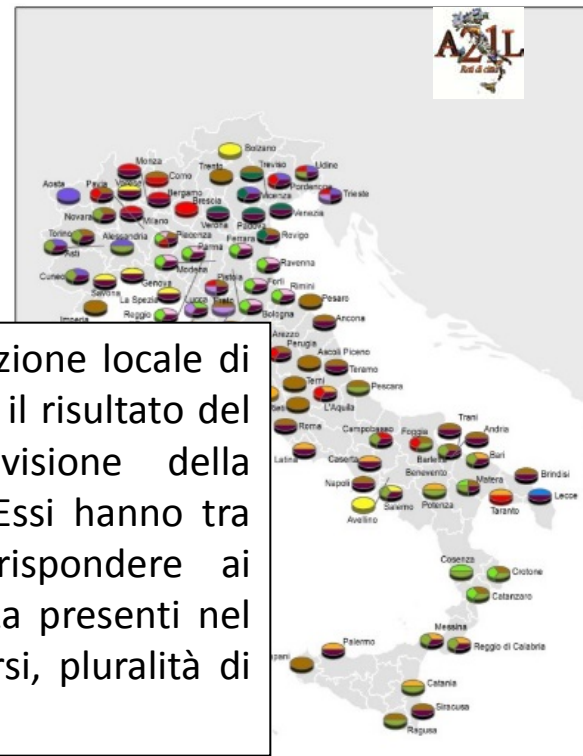 A21L
Reti di città
Bolzano
Trento
Treviso
Udine
Pordenone
Trieste
Vicenza
Venezia
Verona
Padova
Rovigo
Monza
Como
Pavia
Varese
Bergamo
Brescia
Aosta
Novara
Milano
Torino
Alessandria
Piacenza
Parma
Ferrara
Asti
Modena
Ravenna
Cuneo
Genova
Pistoia
Forlì
Savona
La Spezia
Lucca
Prato
Rimini
Imperia
Reggio
Bologna
Pesaro
Ancona
Arezzo
Perugia
Ascoli Piceno
Teramo
Terni
Pescara
L'Aquila
Roma
Latina
Campobasso
Foggia
Trani
Andria
Barletta
Bari
Caserta
Benevento
Matera
Brindisi
Napoli
Salerno
Potenza
Taranto
Lecce
Avellino
Cosenza
Crotone
Catanzaro
Messina
Reggio di Calabria
Palermo
Catania
Siracusa
Ragusa
zione locale di
il risultato del
visione della
Essi hanno tra
rispondere ai
a presenti nel
rsi, pluralità di